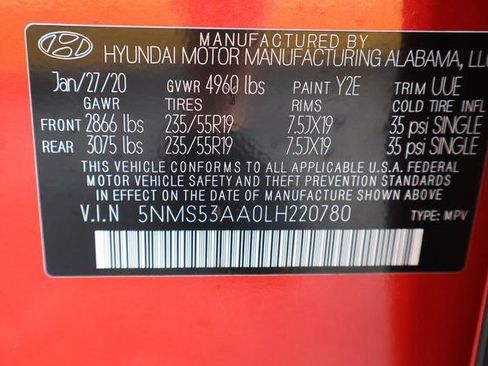 MANUFACTURED BY
HYUNDAI MOTOR MANUFACTURING ALABAMA, LLC
Jan/27/20 GVWR 4960 lbs PAINT Y2E TRIM UUE
GAWR TIRES RIMS COLD TIRE INFL
FRONT 2866 lbs 235/55R19 7.5JX19 35 psi SINGLE
REAR 3075 lbs 235/55R19 7.5JX19 35 psi SINGLE
THIS VEHICLE CONFORMS TO ALL APPLICABLE U.S.A. FEDERAL
MOTOR VEHICLE SAFETY AND THEFT PREVENTION
STANDARDS IN EFFECT ON THE DATE OF MANUFACTURE SHOWN ABOVE
V.I.N 5NMS53AA0LH220780 TYPE: MPV